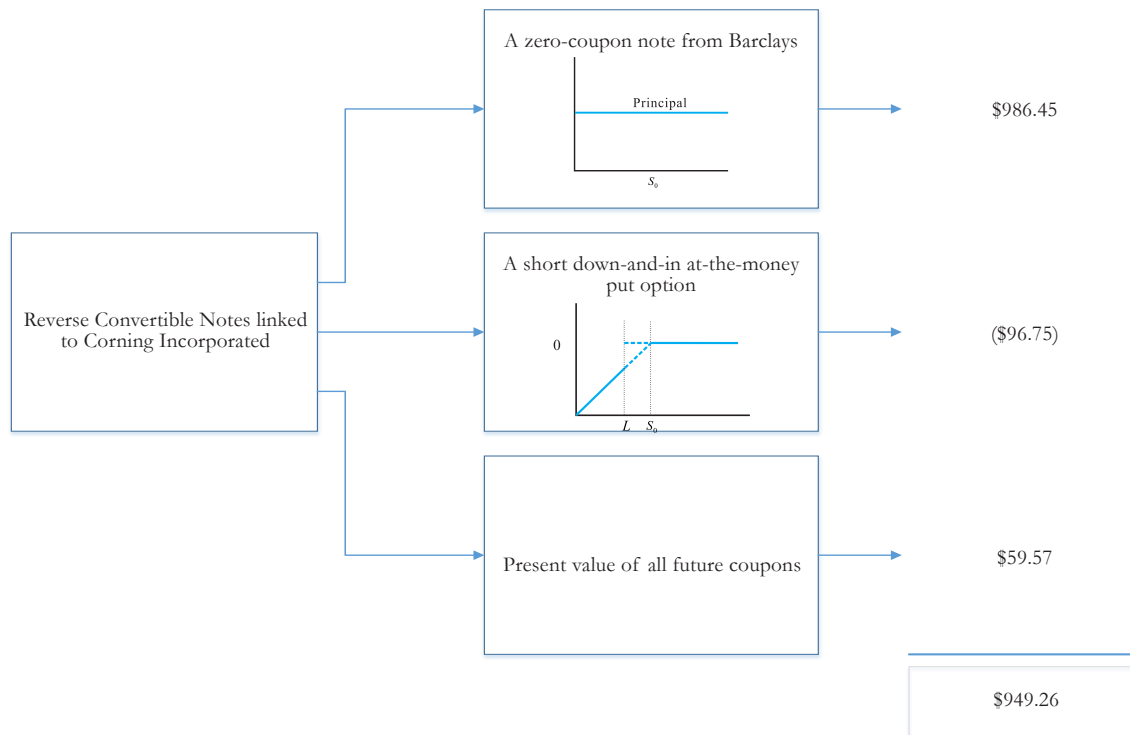 A zero-coupon note from Barclays
Principal
S₀
$986.45
Reverse Convertible Notes linked
to Corning Incorporated
A short down-and-in at-the-money
put option
0
L S₀
($96.75)
Present value of all future coupons
$59.57
$949.26